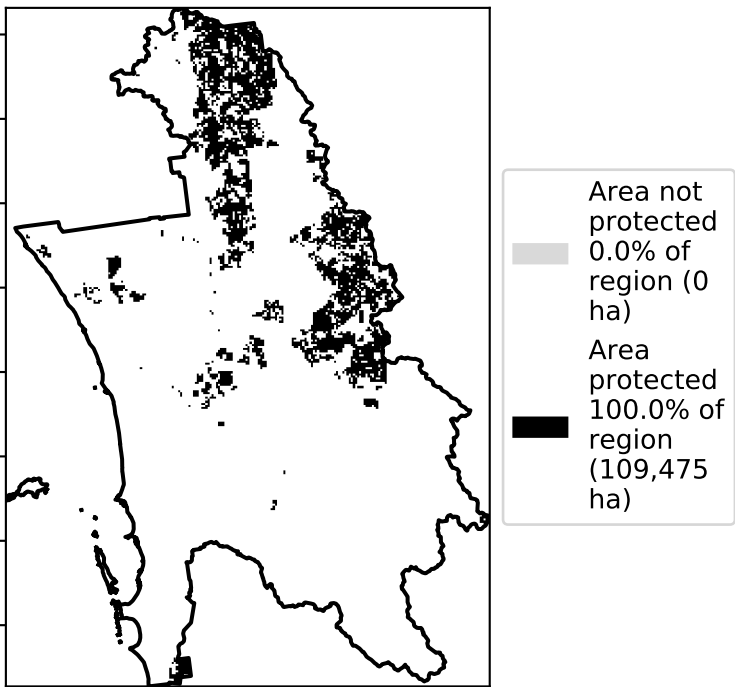 Area not
protected
0.0% of
region (0
ha)
Area
protected
100.0% of
region
(109,475
ha)